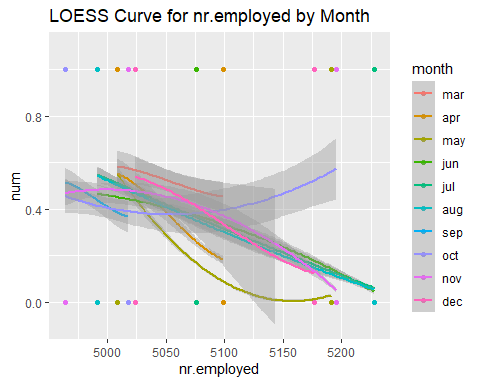 LOESS Curve for nr.employed by Month
num
0.8
0.4
0.0
5000
5050
5100
5150
5200
nr.employed
month
mar
apr
may
jun
jul
aug
sep
oct
nov
dec